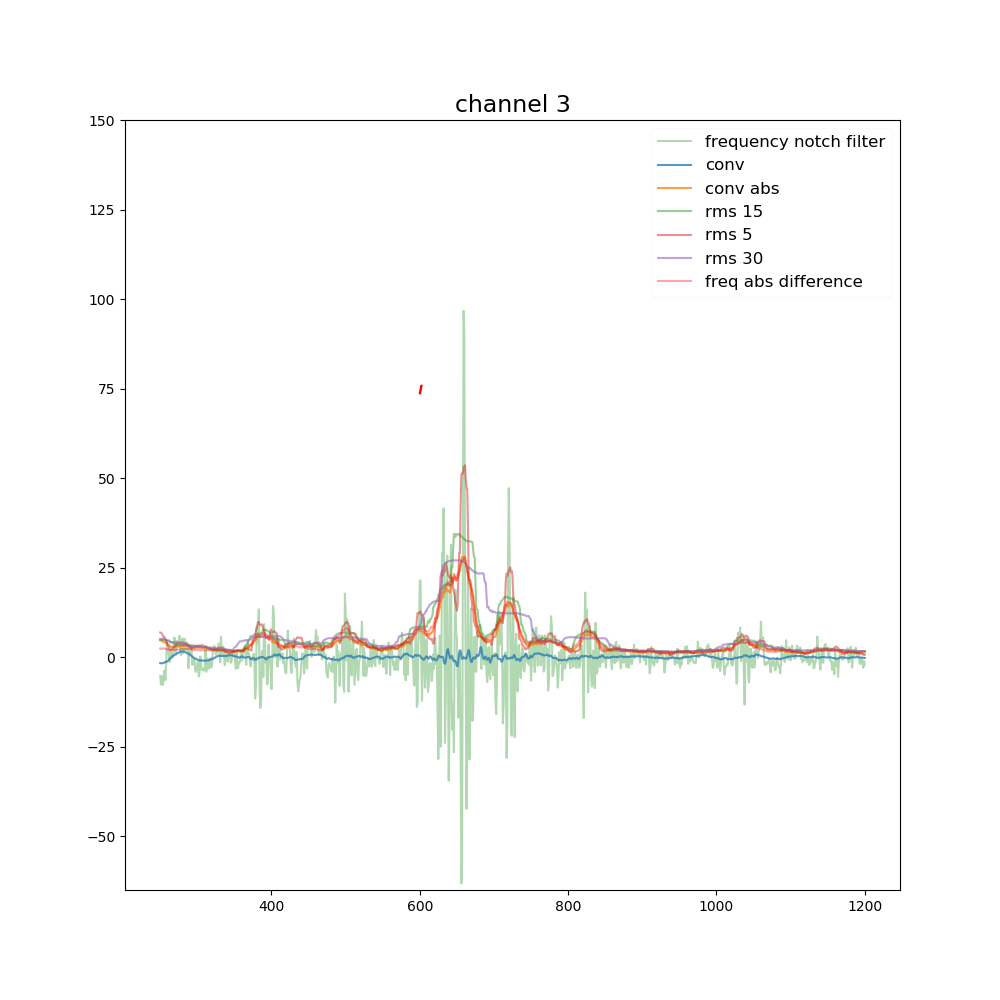 channel 3
150
125
100
75
50
25
0
−25
−50
400 600 800 1000 1200
frequency notch filter
conv
conv abs
rms 15
rms 5
rms 30
freq abs difference